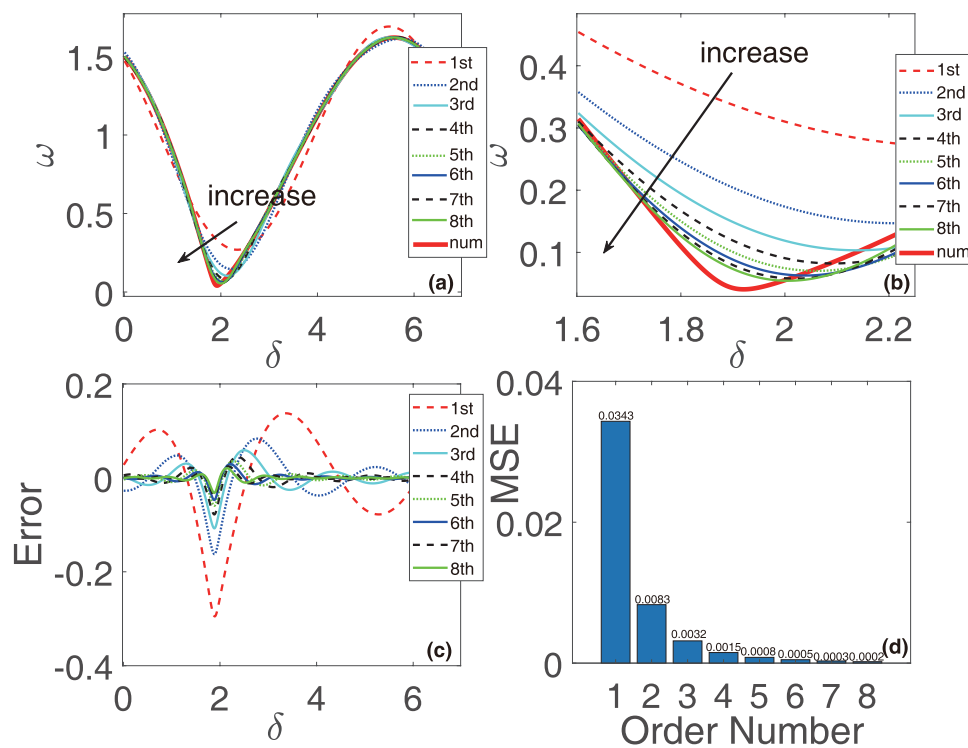 1.5
1
0.5
0
ω
0
2
4
6
δ
increase
(a)
1st
2nd
3rd
4th
5th
6th
7th
8th
num
0.4
0.3
0.2
0.1
ω
1.6
1.8
2
2.2
δ
increase
(b)
1st
2nd
3rd
4th
5th
6th
7th
8th
num
0.2
0
-0.2
-0.4
Error
0
2
4
6
δ
(c)
1st
2nd
3rd
4th
5th
6th
7th
8th
0.04
0.02
0
MSE
0.0343
0.0083
0.0032
0.0015
0.0008
0.0005
0.0003
0.0002
(d)
1 2 3 4 5 6 7 8
Order Number